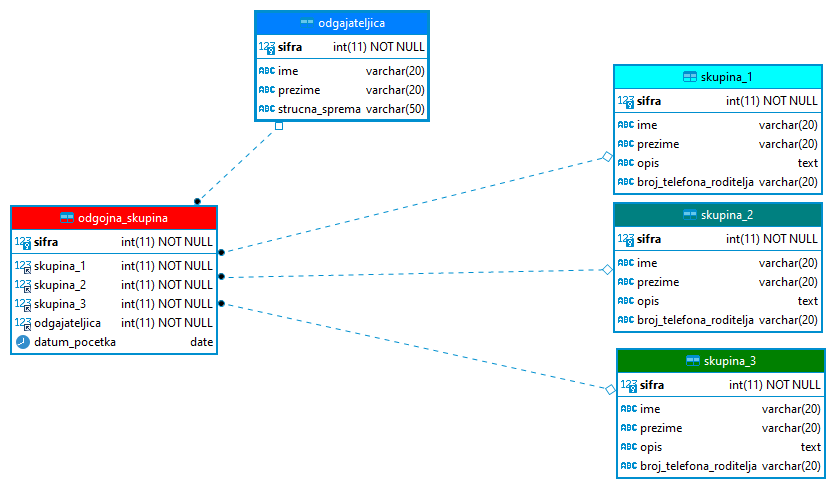 odgajateljica
123 sifra int(11) NOT NULL
ABC ime varchar(20)
ABC prezime varchar(20)
ABC strucna_sprema varchar(50)
odgojna_skupina
123 sifra int(11) NOT NULL
123 skupina_1 int(11) NOT NULL
123 skupina_2 int(11) NOT NULL
123 skupina_3 int(11) NOT NULL
123 odgajateljica int(11) NOT NULL
datum_pocetka date
skupina_1
123 sifra int(11) NOT NULL
ABC ime varchar(20)
ABC prezime varchar(20)
ABC opis text
ABC broj_telefona_roditelja varchar(20)
skupina_2
123 sifra int(11) NOT NULL
ABC ime varchar(20)
ABC prezime varchar(20)
ABC opis text
ABC broj_telefona_roditelja varchar(20)
skupina_3
123 sifra int(11) NOT NULL
ABC ime varchar(20)
ABC prezime varchar(20)
ABC opis text
ABC broj_telefona_roditelja varchar(20)